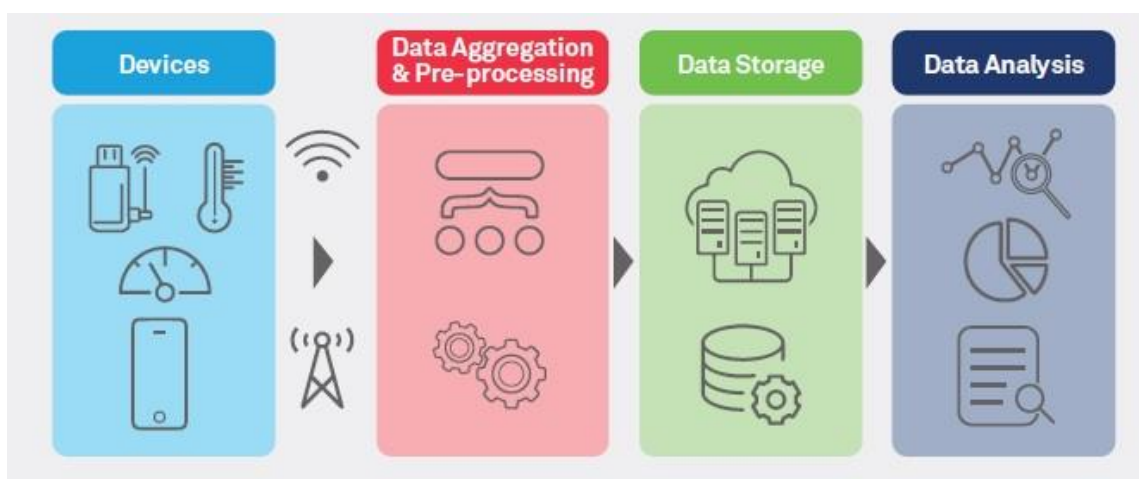 Devices
Data Aggregation
& Pre-processing
Data Storage
Data Analysis